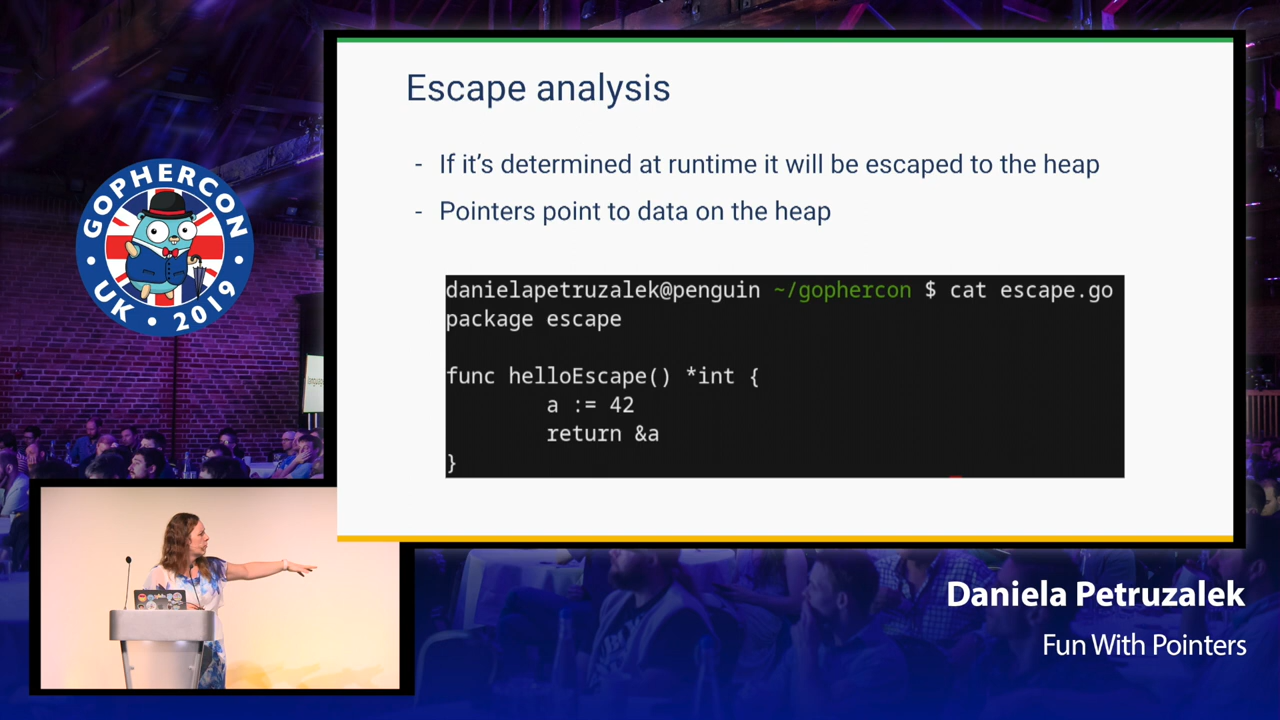 GOPHERCON
UK • 2019
Escape analysis
- If it’s determined at runtime it will be escaped to the heap
- Pointers point to data on the heap
danielapetruzalek@penguin ~/gophercon $ cat escape.go
package escape
func helloEscape() *int {
a := 42
return &a
}
Daniela Petruzalek
Fun With Pointers